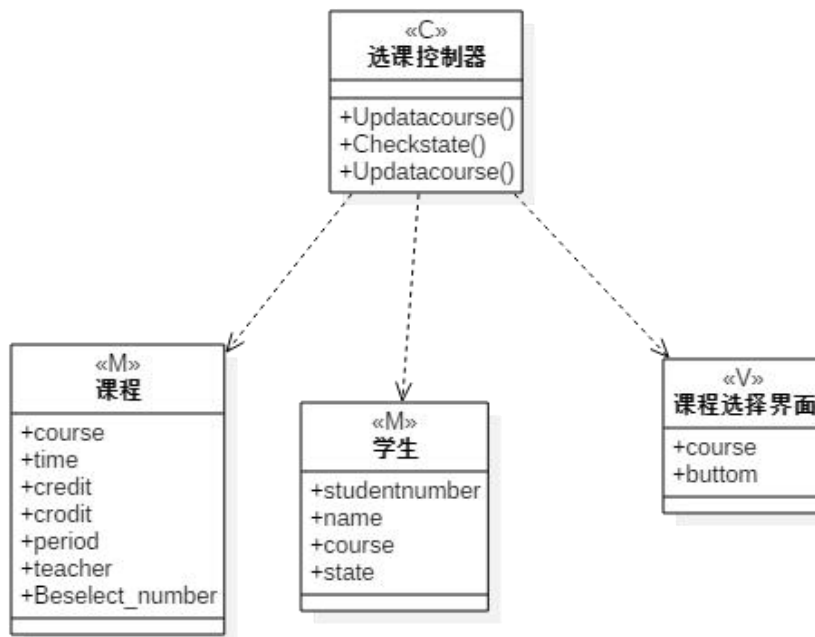 «C»
选课控制器
+Updatacourse()
+Checkstate()
+Updatacourse()
«M»
课程
+course
+time
+credit
+crodit
+period
+teacher
+Beselect_number
«M»
学生
+studentnumber
+name
+course
+state
«V»
课程选择界面
+course
+buttom